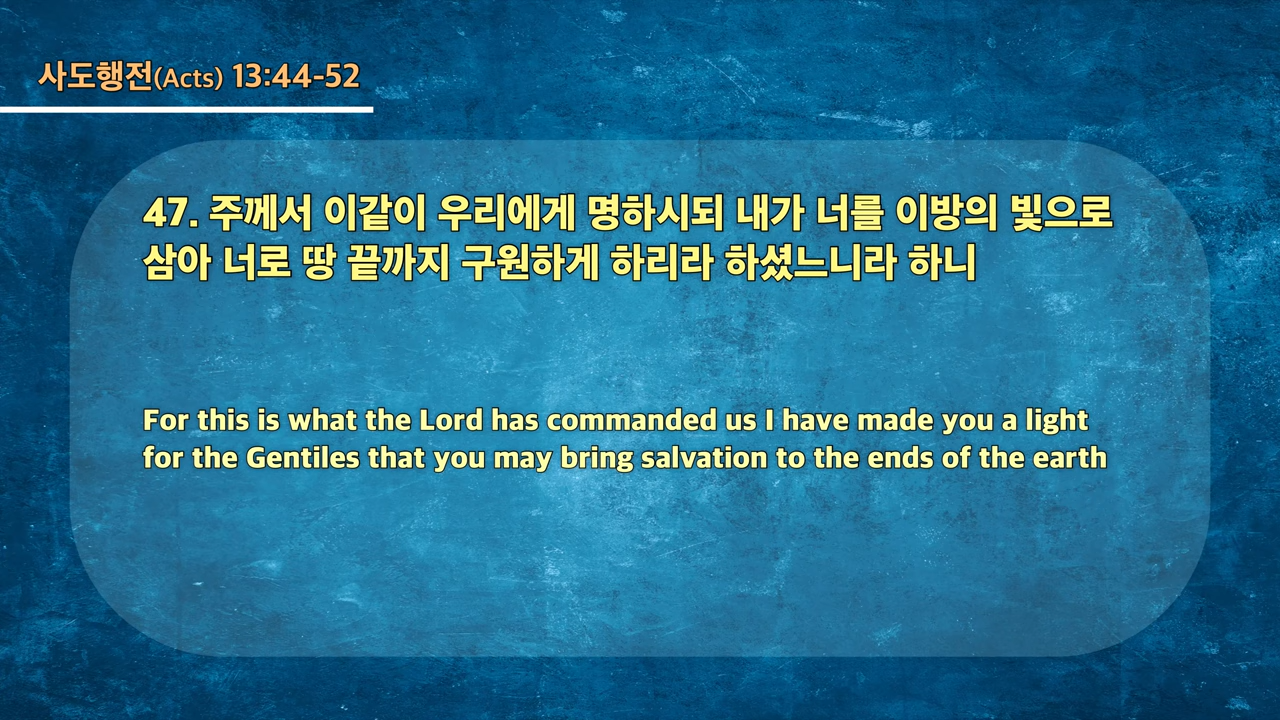 사도행전(Acts) 13:44-52
47. 주께서 이같이 우리에게 명하시되 내가 너를 이방의 빛으로
삼아 너로 땅 끝까지 구원하게 하리라 하셨느니라 하니
For this is what the Lord has commanded us I have made you a light
for the Gentiles that you may bring salvation to the ends of the earth